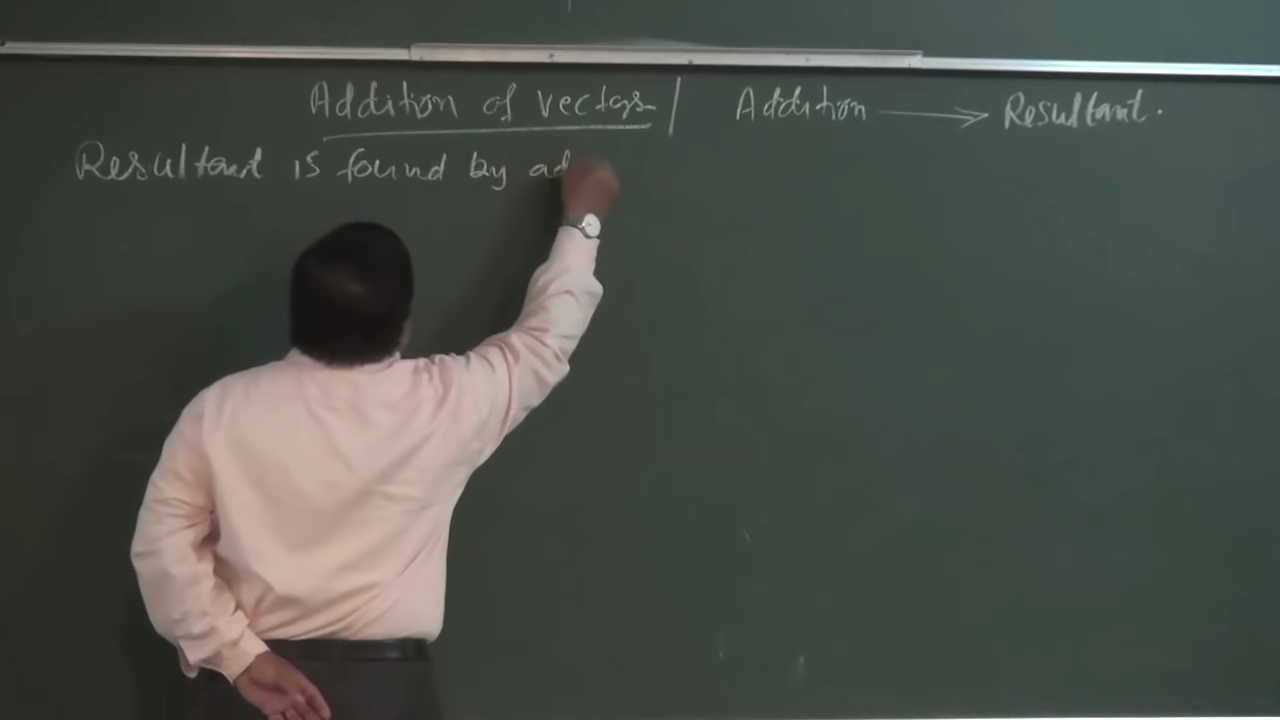 Addition of vectors | Addition → Resultant.
Resultant is found by ad